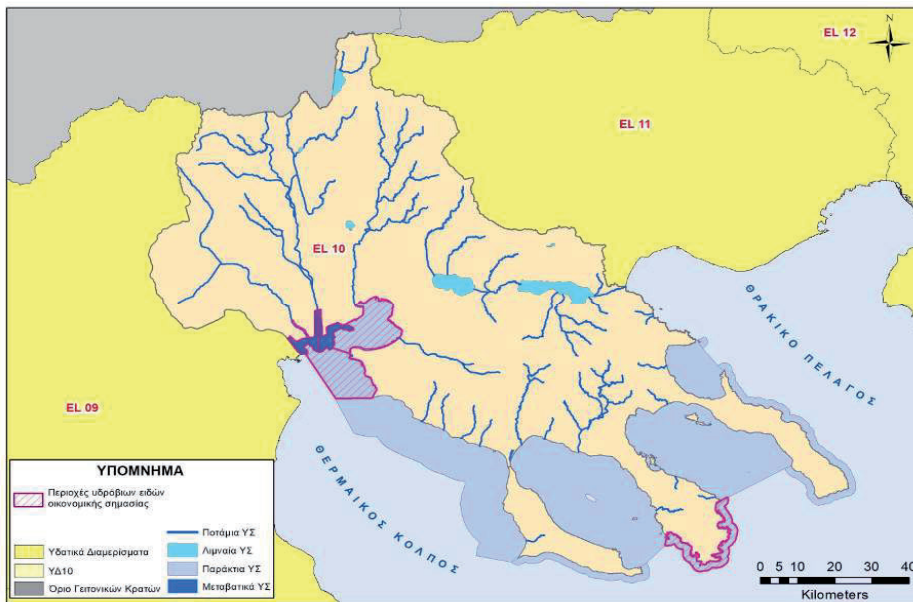 EL 12
N
EL 11
EL 10
EL 09
ΘΡΑΚΙΚΟ ΠΕΛΑΓΟΣ
ΘΕΡΜΑΙΚΟΣ ΚΟΛΠΟΣ
ΥΠΟΜΝΗΜΑ
Περιοχές υδρόβιων ειδών
οικονομικής σημασίας
Υδατικά Διαμερίσματα
ΥΔ10
Όριο Γειτονικών Κρατών
Ποτάμια ΥΣ
Λιμναία ΥΣ
Παράκτια ΥΣ
Μεταβατικά ΥΣ
0 5 10 20 30 40
Kilometers